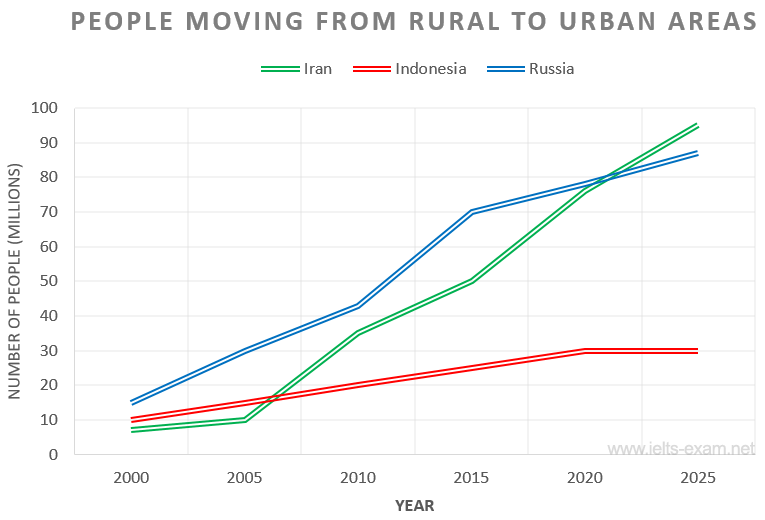 PEOPLE MOVING FROM RURAL TO URBAN AREAS
Iran Indonesia Russia
NUMBER OF PEOPLE (MILLIONS)
100
90
80
70
60
50
40
30
20
10
0
www.ielts-exam.net
2000 2005 2010 2015 2020 2025
YEAR